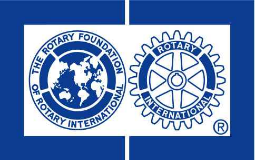 THE ROTARY FOUNDATION
OF ROTARY INTERNATIONAL
ROTARY
INTERNATIONAL
®